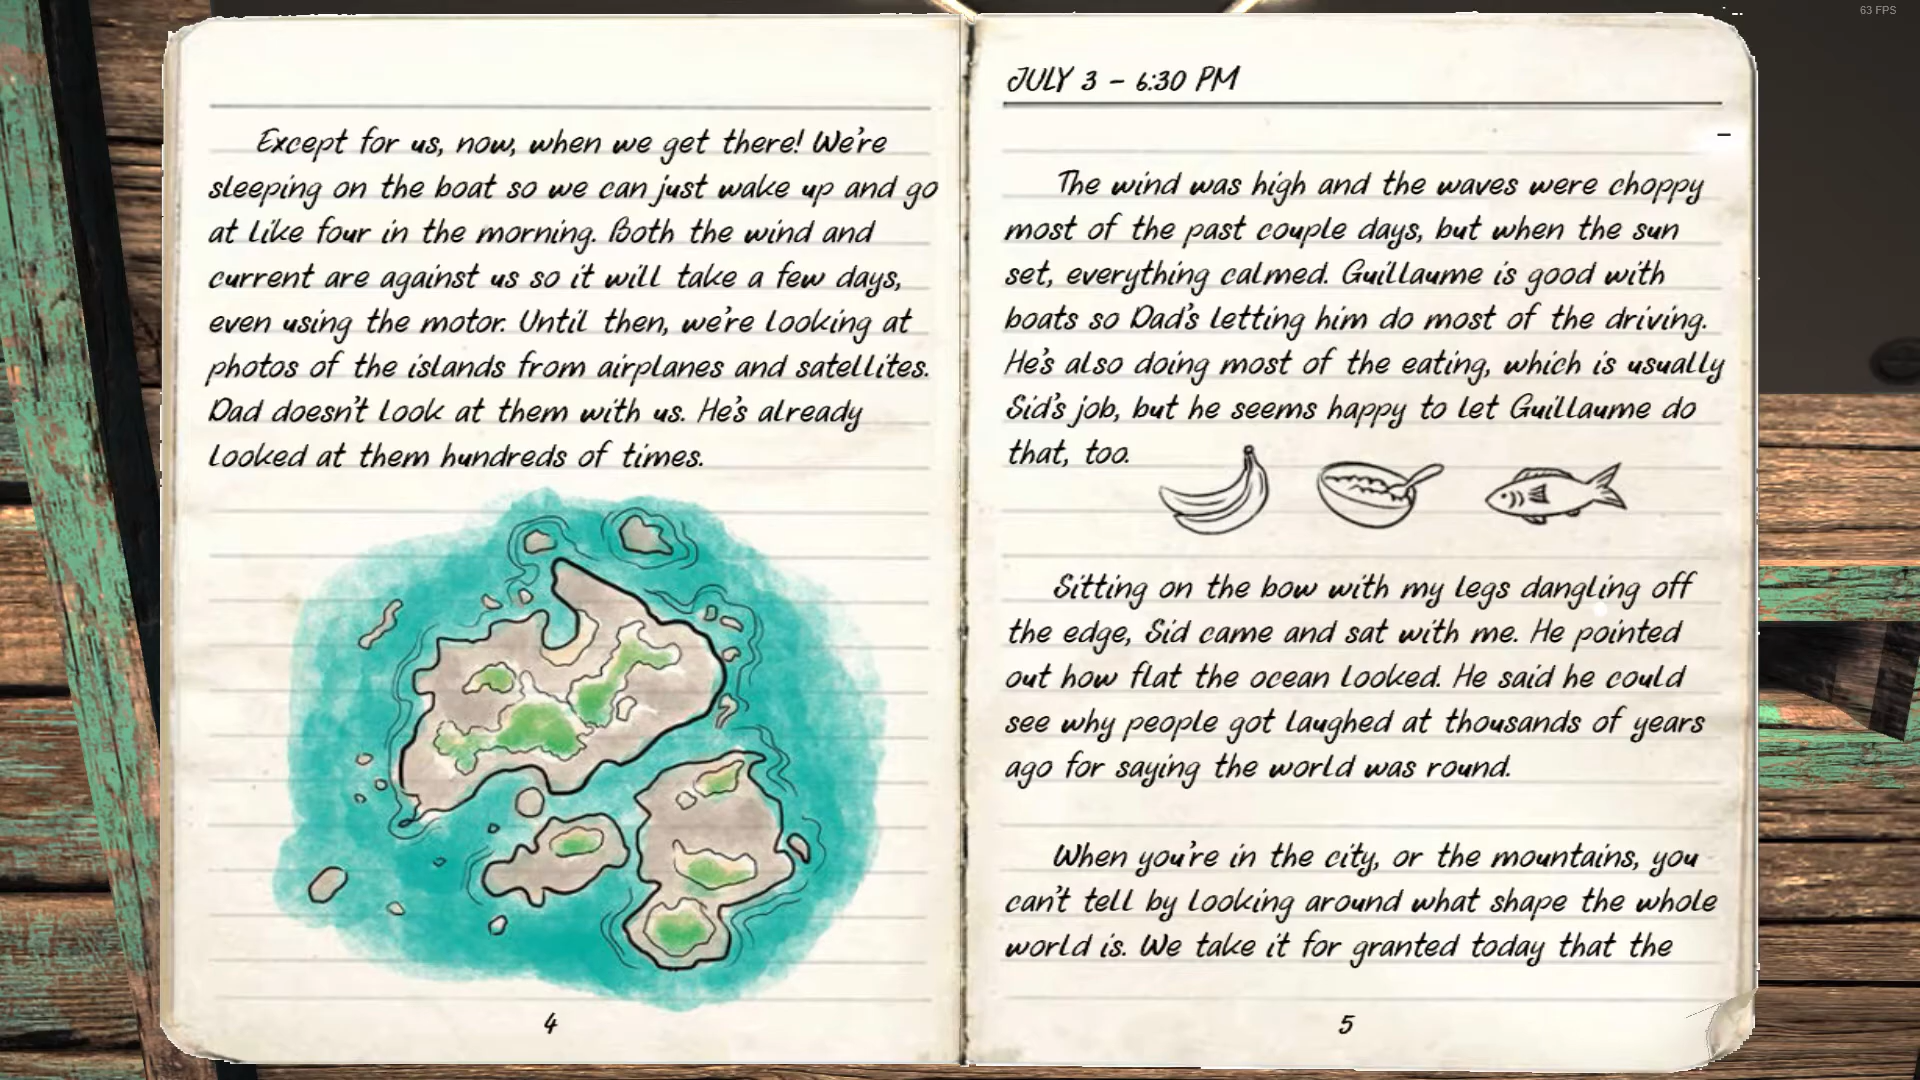 Except for us, now, when we get there! We're
sleeping on the boat so we can just wake up and go
at like four in the morning. Both the wind and
current are against us so it will take a few days,
even using the motor. Until then, we're looking at
photos of the islands from airplanes and satellites.
Dad doesn't look at them with us. He's already
looked at them hundreds of times.
4
JULY 3 – 6:30 PM
The wind was high and the waves were choppy
most of the past couple days, but when the sun
set, everything calmed. Guillaume is good with
boats so Dad's letting him do most of the driving.
He's also doing most of the eating, which is usually
Sid's job, but he seems happy to let Guillaume do
that, too.
Sitting on the bow with my legs dangling off
the edge, Sid came and sat with me. He pointed
out how flat the ocean looked. He said he could
see why people got laughed at thousands of years
ago for saying the world was round.
When you're in the city, or the mountains, you
can't tell by looking around what shape the whole
world is. We take it for granted today that the
5
63 FPS